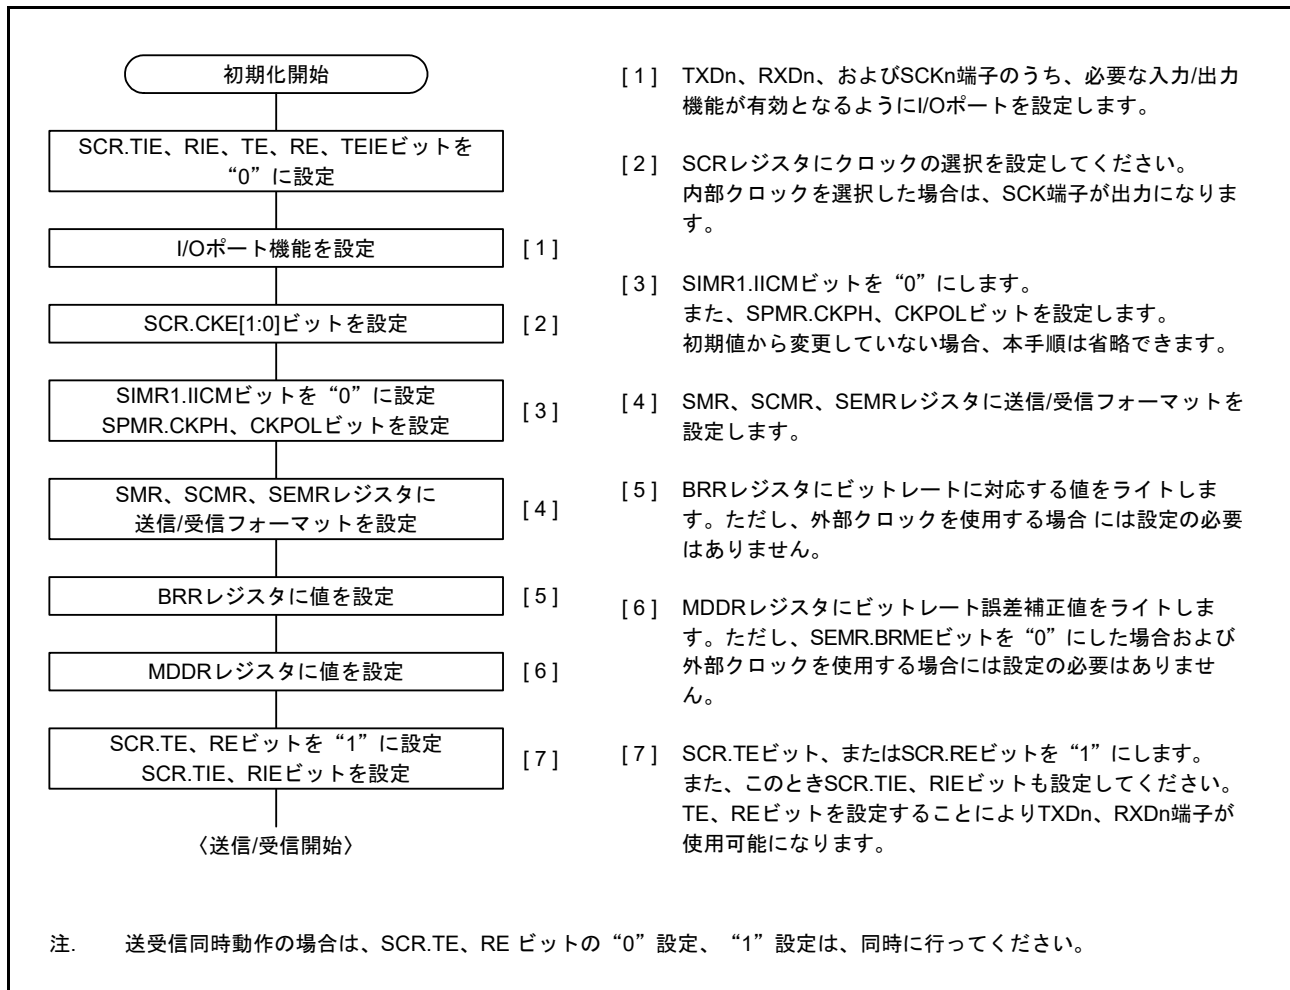 初期化開始
SCR.TIE、RIE、TE、RE、TEIEビットを
“0”に設定
I/Oポート機能を設定
[ 1 ]
SCR.CKE[1:0]ビットを設定
[ 2 ]
SIMR1.IICMビットを“0”に設定
SPMR.CKPH、CKPOLビットを設定
[ 3 ]
SMR、SCMR、SEMRレジスタに
送信/受信フォーマットを設定
[ 4 ]
BRRレジスタに値を設定
[ 5 ]
MDDRレジスタに値を設定
[ 6 ]
SCR.TE、REビットを“1”に設定
SCR.TIE、RIEビットを設定
[ 7 ]
〈送信/受信開始〉
[ 1 ] TXDn、RXDn、およびSCKn端子のうち、必要な入力/出力
機能が有効となるようにI/Oポートを設定します。
[ 2 ] SCRレジスタにクロックの選択を設定してください。
内部クロックを選択した場合は、SCK端子が出力になりま
す。
[ 3 ] SIMR1.IICMビットを“0”にします。
また、SPMR.CKPH、CKPOLビットを設定します。
初期値から変更していない場合、本手順は省略できます。
[ 4 ] SMR、SCMR、SEMRレジスタに送信/受信フォーマットを
設定します。
[ 5 ] BRRレジスタにビットレートに対応する値をライトしま
す。ただし、外部クロックを使用する場合 には設定の必要
はありません。
[ 6 ] MDDRレジスタにビットレート誤差補正値をライトしま
す。ただし、SEMR.BRMEビットを“0”にした場合および
外部クロックを使用する場合には設定の必要はありませ
ん。
[ 7 ] SCR.TEビット、またはSCR.REビットを“1”にします。
また、このときSCR.TIE、RIEビットも設定してください。
TE、REビットを設定することによりTXDn、RXDn端子が
使用可能になります。
注. 送受信同時動作の場合は、SCR.TE、RE ビットの“0”設定、“1”設定は、同時に行ってください。